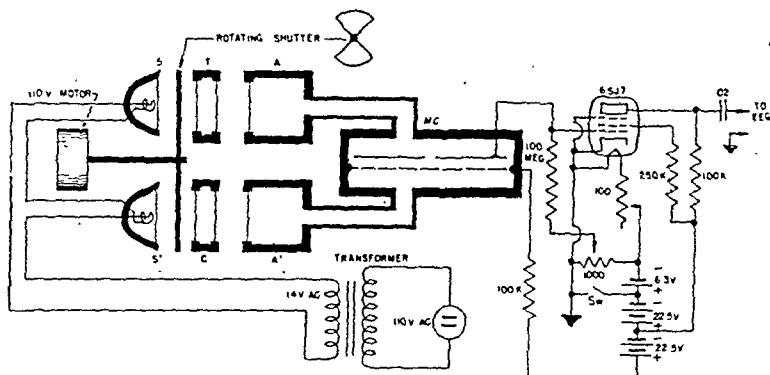 ROTATING SHUTTER
S
T
A
110 V MOTOR
MC
6SJ7
C2
TO
EEG
100
MEG
250K
100K
100
S'
C
A'
TRANSFORMER
1000
6.3V
14V AC
110V AC
100K
SW
22.5V
22.5V